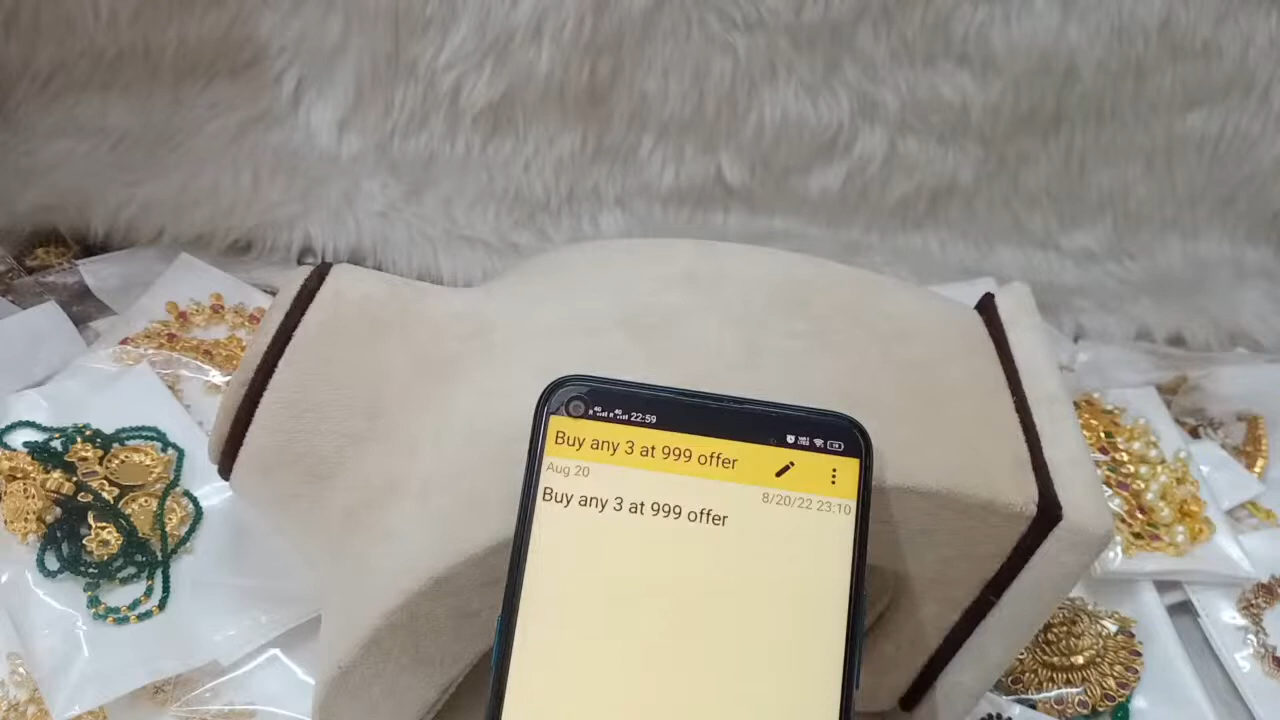 22:59
Buy any 3 at 999 offer
Aug 20
8/20/22 23:10
Buy any 3 at 999 offer